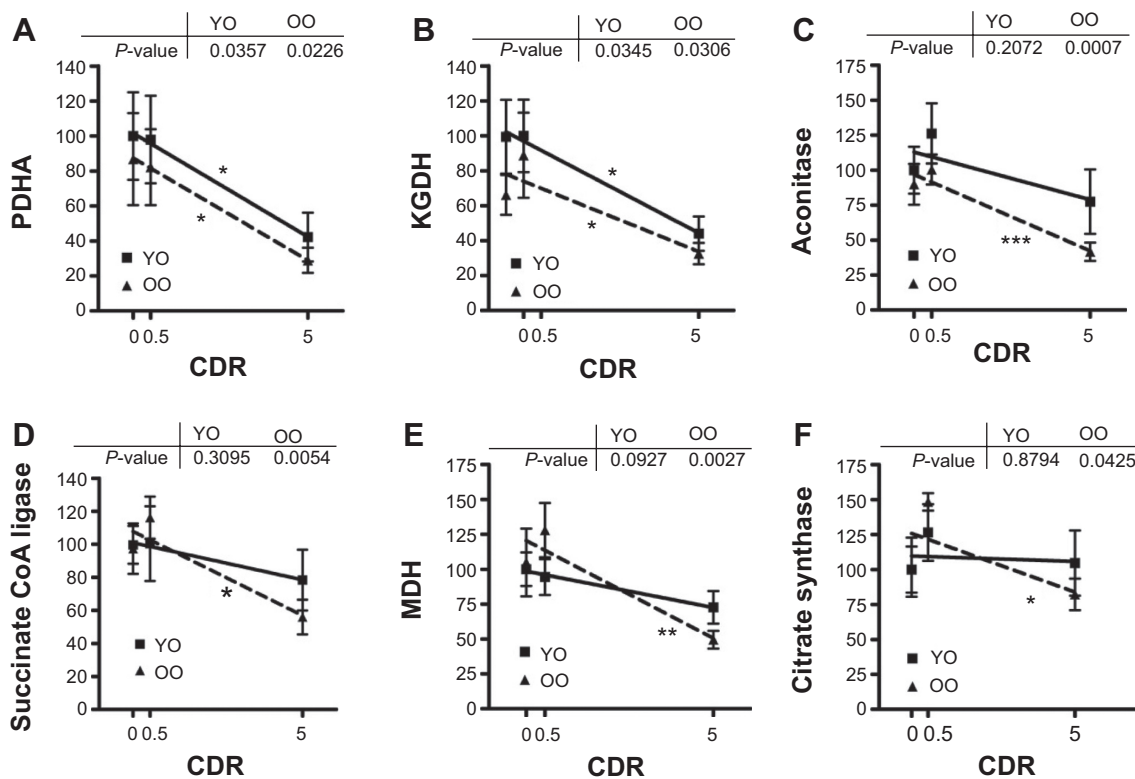 A
YO OO
P-value 0.0357 0.0226
140
120
100
80
60
40
20
0
PDHA
*
*
YO
OO
0 0.5 5
CDR
B
YO OO
P-value 0.0345 0.0306
140
120
100
80
60
40
20
0
KGDH
*
*
YO
OO
0 0.5 5
CDR
C
YO OO
P-value 0.2072 0.0007
175
150
125
100
75
50
25
0
Aconitase
***
YO
OO
0 0.5 5
CDR
D
YO OO
P-value 0.3095 0.0054
140
120
100
80
60
40
20
0
Succinate CoA ligase
*
YO
OO
0 0.5 5
CDR
E
YO OO
P-value 0.0927 0.0027
175
150
125
100
75
50
25
0
MDH
**
YO
OO
0 0.5 5
CDR
F
YO OO
P-value 0.8794 0.0425
175
150
125
100
75
50
25
0
Citrate synthase
*
YO
OO
0 0.5 5
CDR